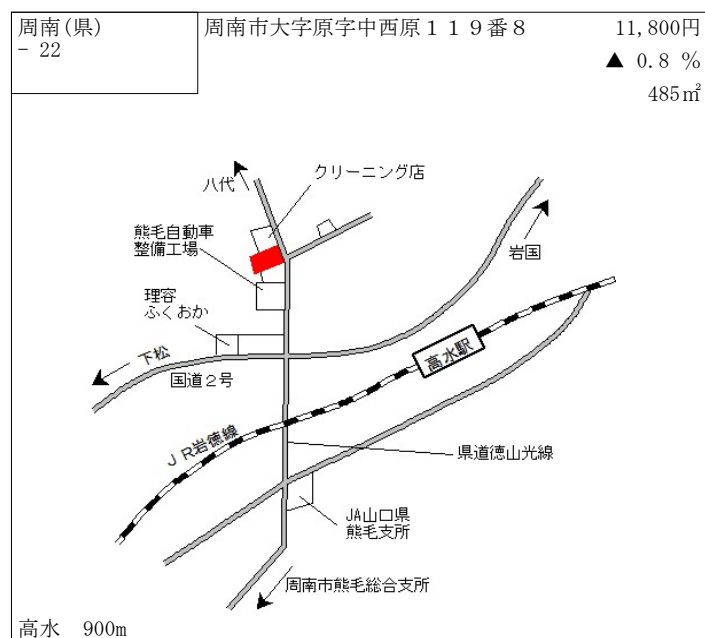 周南(県)
- 22
周南市大字原字中西原１１９番８
11,800円
▲ 0.8 %
485㎡
クリーニング店
八代
熊毛自動車
整備工場
岩国
理容
ふくおか
高水駅
下松
国道２号
ＪＲ岩徳線
県道徳山光線
JA山口県
熊毛支所
周南市熊毛総合支所
高水　900m